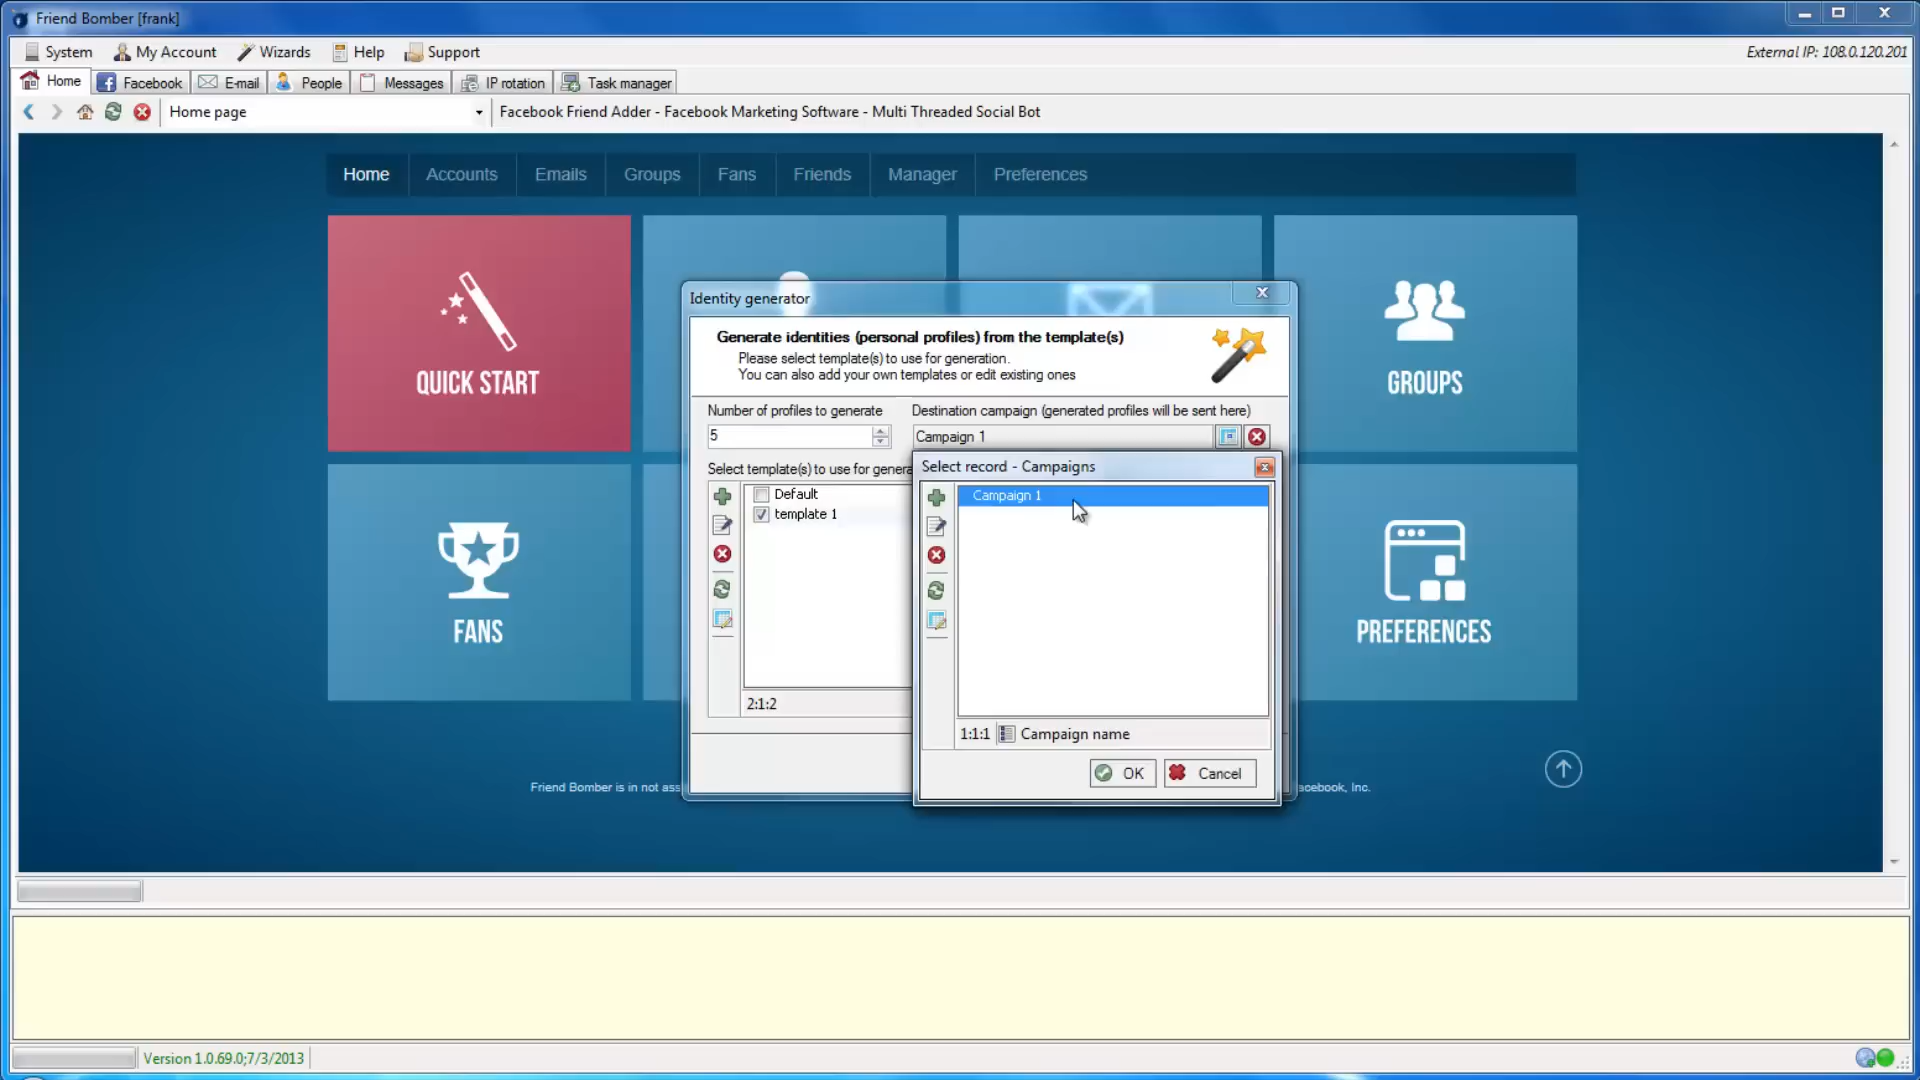 Friend Bomber [frank]
System My Account Wizards Help Support External IP: 108.0.120.201
Home Facebook E-mail People Messages IP rotation Task manager
Home page Facebook Friend Adder - Facebook Marketing Software - Multi Threaded Social Bot
Home Accounts Emails Groups Fans Friends Manager Preferences
QUICK START
GROUPS
FANS
PREFERENCES
Identity generator
Generate identities (personal profiles) from the template(s)
Please select template(s) to use for generation.
You can also add your own templates or edit existing ones
Number of profiles to generate Destination campaign (generated profiles will be sent here)
5 Campaign 1
Select template(s) to use for genera
Default
template 1
2:1:2
Select record - Campaigns
Campaign 1
1:1:1 Campaign name
OK Cancel
Friend Bomber is in not ass acebook, Inc.
Version 1.0.69.0;7/3/2013